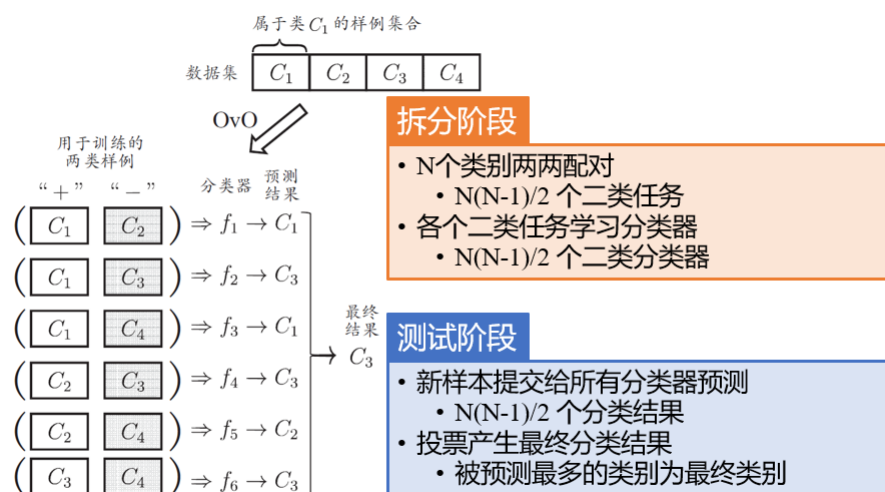 属于类 C₁ 的样例集合
数据集 C₁ C₂ C₃ C₄
OvO
用于训练的
两类样例
“+” “−”
分类器
预测
结果
( C₁ C₂ ) ⇒ f₁ → C₁
( C₁ C₃ ) ⇒ f₂ → C₃
( C₁ C₄ ) ⇒ f₃ → C₁
( C₂ C₃ ) ⇒ f₄ → C₃
( C₂ C₄ ) ⇒ f₅ → C₂
( C₃ C₄ ) ⇒ f₆ → C₃
最终
结果
C₃
拆分阶段
• N个类别两两配对
• N(N-1)/2 个二类任务
• 各个二类任务学习分类器
• N(N-1)/2 个二类分类器
测试阶段
• 新样本提交给所有分类器预测
• N(N-1)/2 个分类结果
• 投票产生最终分类结果
• 被预测最多的类别为最终类别